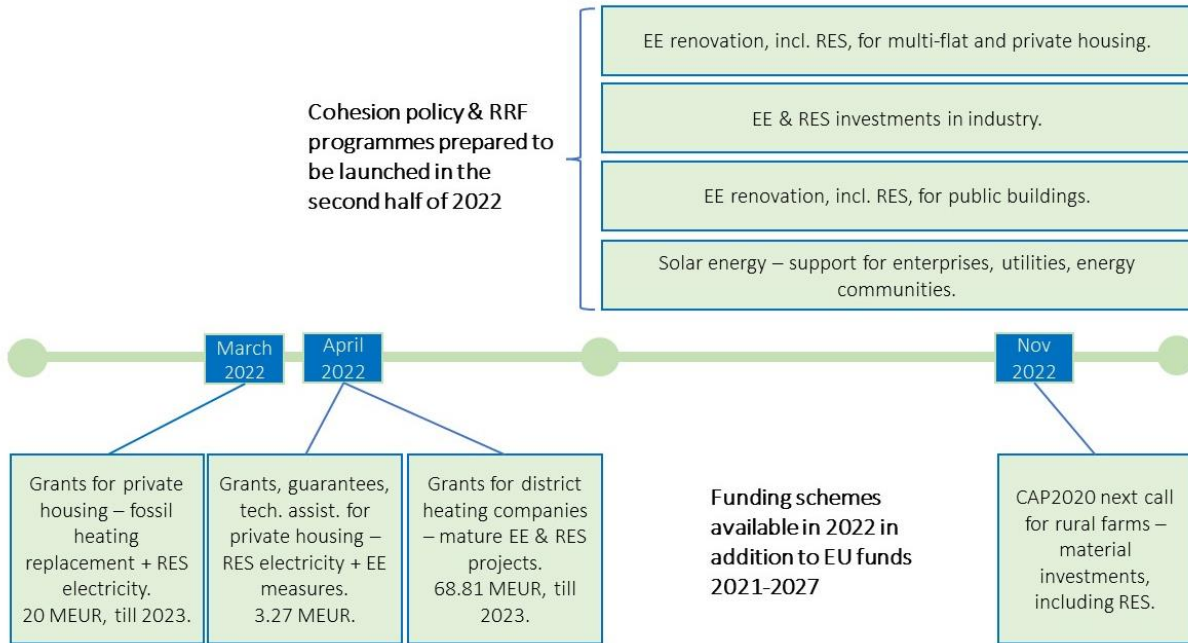 EE renovation, incl. RES, for multi-flat and private housing.
Cohesion policy & RRF
programmes prepared to
be launched in the
second half of 2022
EE & RES investments in industry.
EE renovation, incl. RES, for public buildings.
Solar energy – support for enterprises, utilities, energy
communities.
March
2022
April
2022
Nov
2022
Grants for private
housing – fossil
heating
replacement + RES
electricity.
20 MEUR, till 2023.
Grants, guarantees,
tech. assist. for
private housing –
RES electricity + EE
measures.
3.27 MEUR.
Grants for district
heating companies
– mature EE & RES
projects.
68.81 MEUR, till
2023.
Funding schemes
available in 2022 in
addition to EU funds
2021-2027
CAP2020 next call
for rural farms –
material
investments,
including RES.